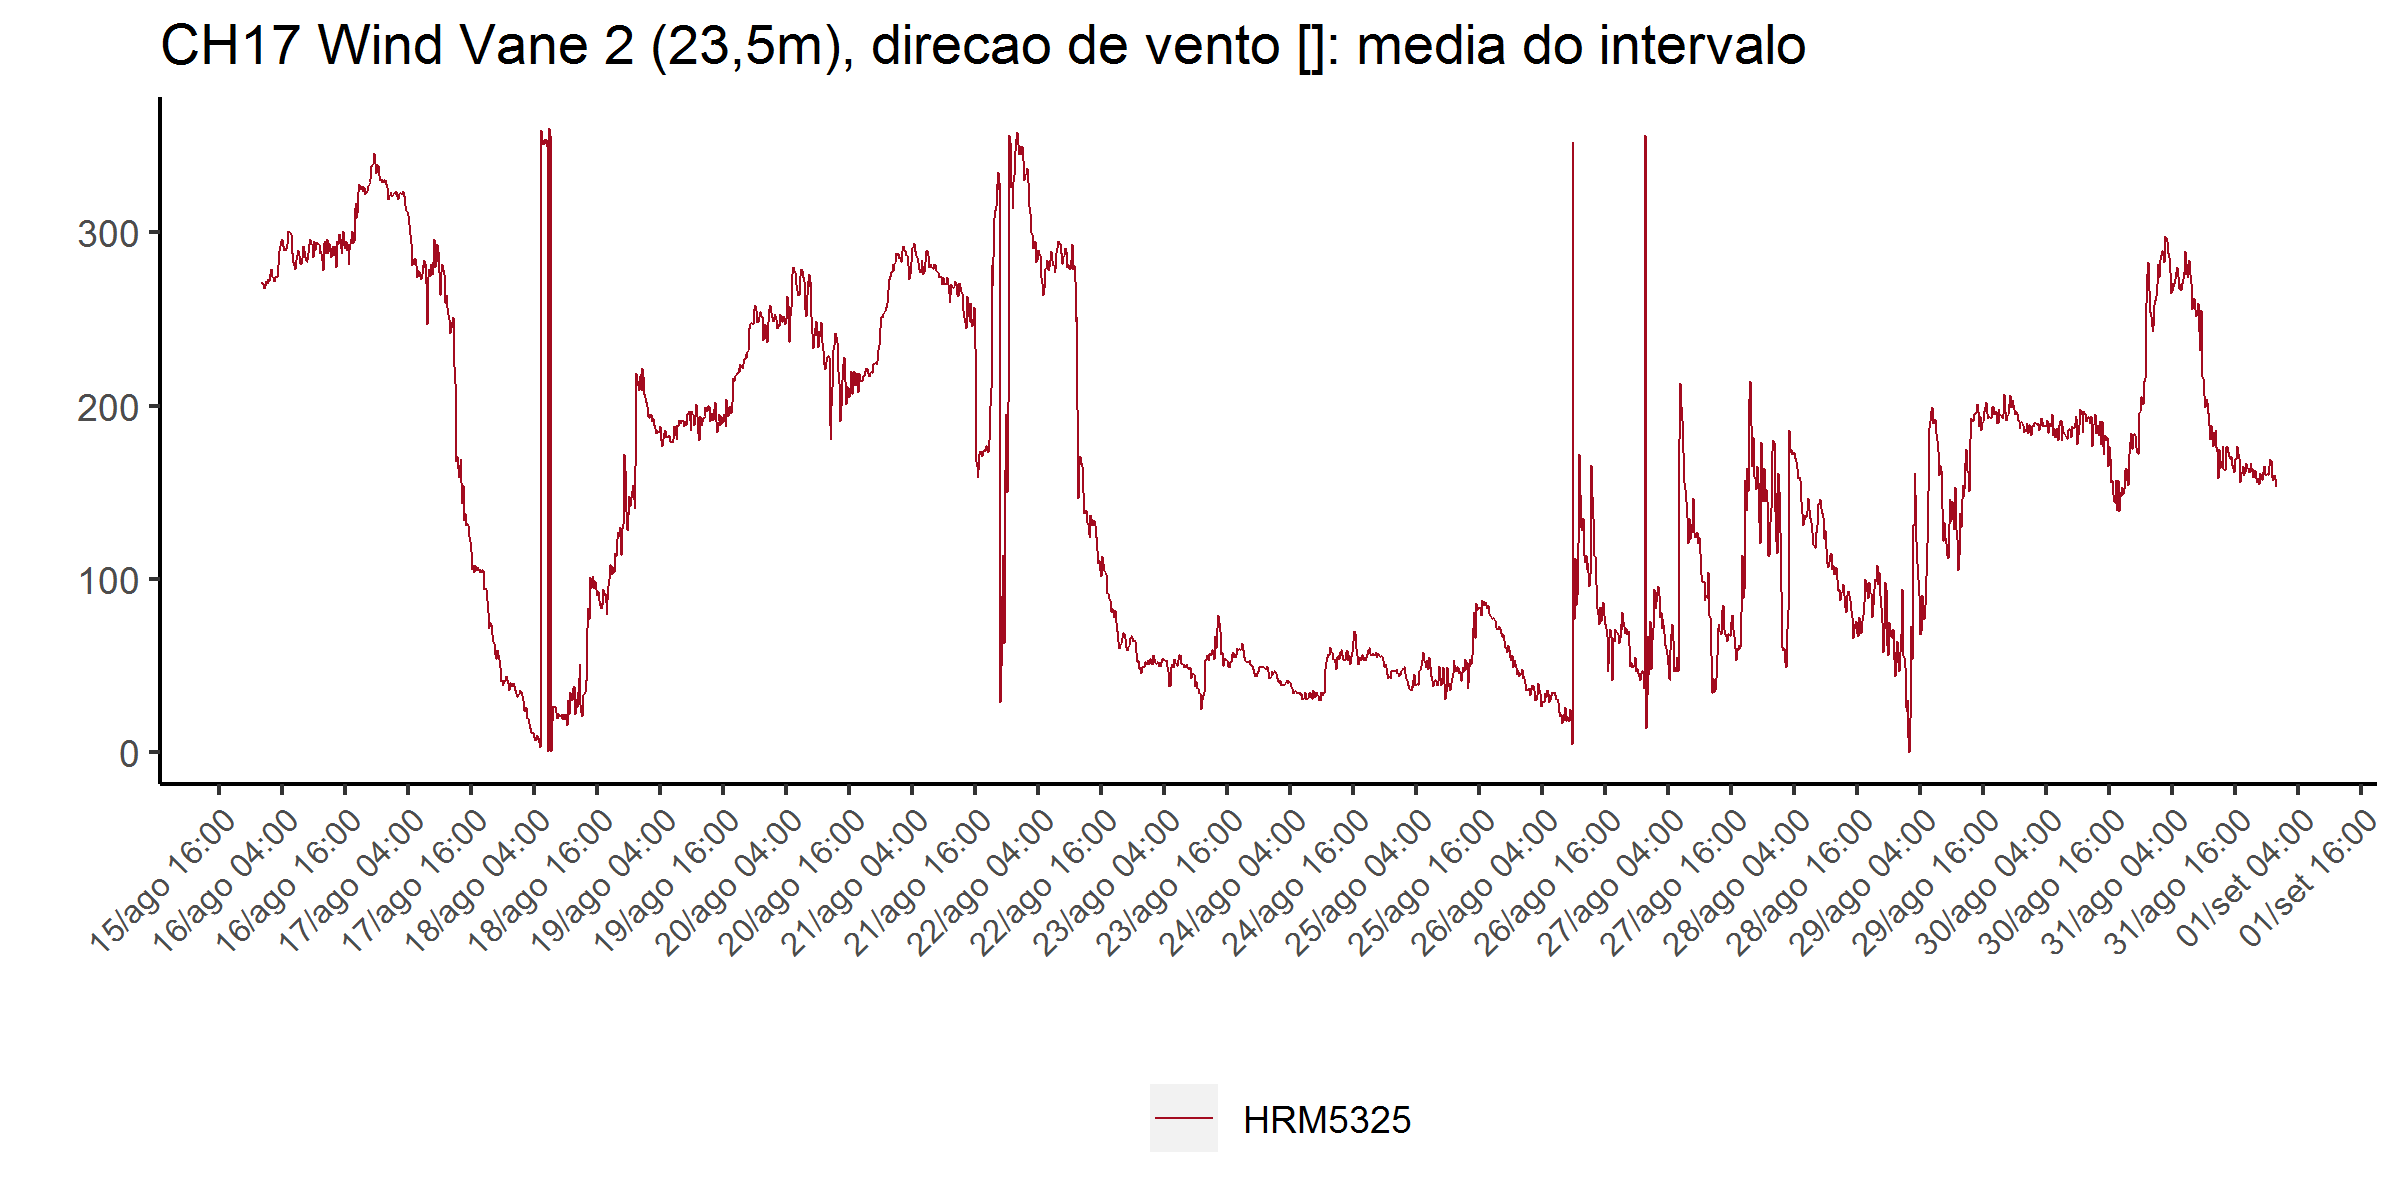 CH17 Wind Vane 2 (23,5m), direcao de vento []: media do intervalo
300
200
100
0
15/ago 16:00
16/ago 04:00
16/ago 16:00
17/ago 04:00
17/ago 16:00
18/ago 04:00
18/ago 16:00
19/ago 04:00
19/ago 16:00
20/ago 04:00
20/ago 16:00
21/ago 04:00
21/ago 16:00
22/ago 04:00
22/ago 16:00
23/ago 04:00
23/ago 16:00
24/ago 04:00
24/ago 16:00
25/ago 04:00
25/ago 16:00
26/ago 04:00
26/ago 16:00
27/ago 04:00
27/ago 16:00
28/ago 04:00
28/ago 16:00
29/ago 04:00
29/ago 16:00
30/ago 04:00
30/ago 16:00
31/ago 04:00
31/ago 16:00
01/set 04:00
01/set 16:00
HRM5325